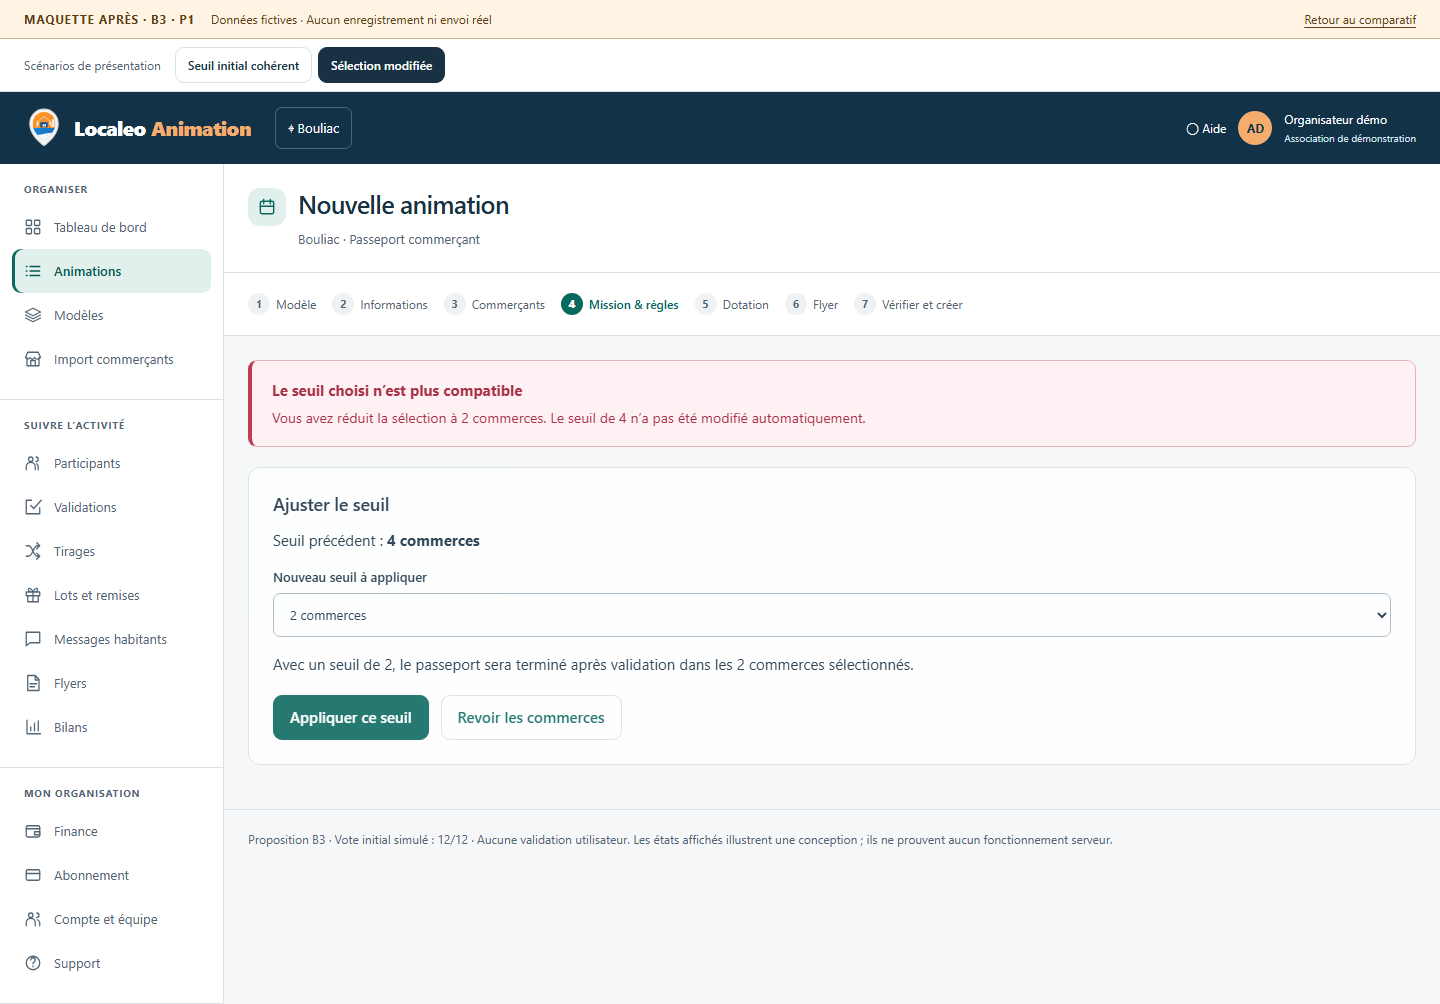 MAQUETTE APRÈS · B3 · P1 Données fictives · Aucun enregistrement ni envoi réel Retour au comparatif
Scénarios de présentation Seuil initial cohérent Sélection modifiée
Localeo Animation Bouliac Aide AD Organisateur démo
Association de démonstration
ORGANISER
Tableau de bord
Animations
Modèles
Import commerçants
SUIVRE L’ACTIVITÉ
Participants
Validations
Tirages
Lots et remises
Messages habitants
Flyers
Bilans
MON ORGANISATION
Finance
Abonnement
Compte et équipe
Support
Nouvelle animation
Bouliac · Passeport commerçant
1 Modèle 2 Informations 3 Commerçants 4 Mission & règles 5 Dotation 6 Flyer 7 Vérifier et créer
Le seuil choisi n’est plus compatible
Vous avez réduit la sélection à 2 commerces. Le seuil de 4 n’a pas été modifié automatiquement.
Ajuster le seuil
Seuil précédent : 4 commerces
Nouveau seuil à appliquer
2 commerces
Avec un seuil de 2, le passeport sera terminé après validation dans les 2 commerces sélectionnés.
Appliquer ce seuil Revoir les commerces
Proposition B3 · Vote initial simulé : 12/12 · Aucune validation utilisateur. Les états affichés illustrent une conception ; ils ne prouvent aucun fonctionnement serveur.